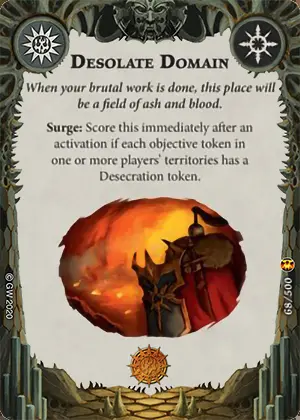 DESOLATE DOMAIN
When your brutal work is done, this place will
be a field of ash and blood.
Surge: Score this immediately after an
activation if each objective token in
one or more players' territories has a
Desecration token.
© GW 2020
68/500